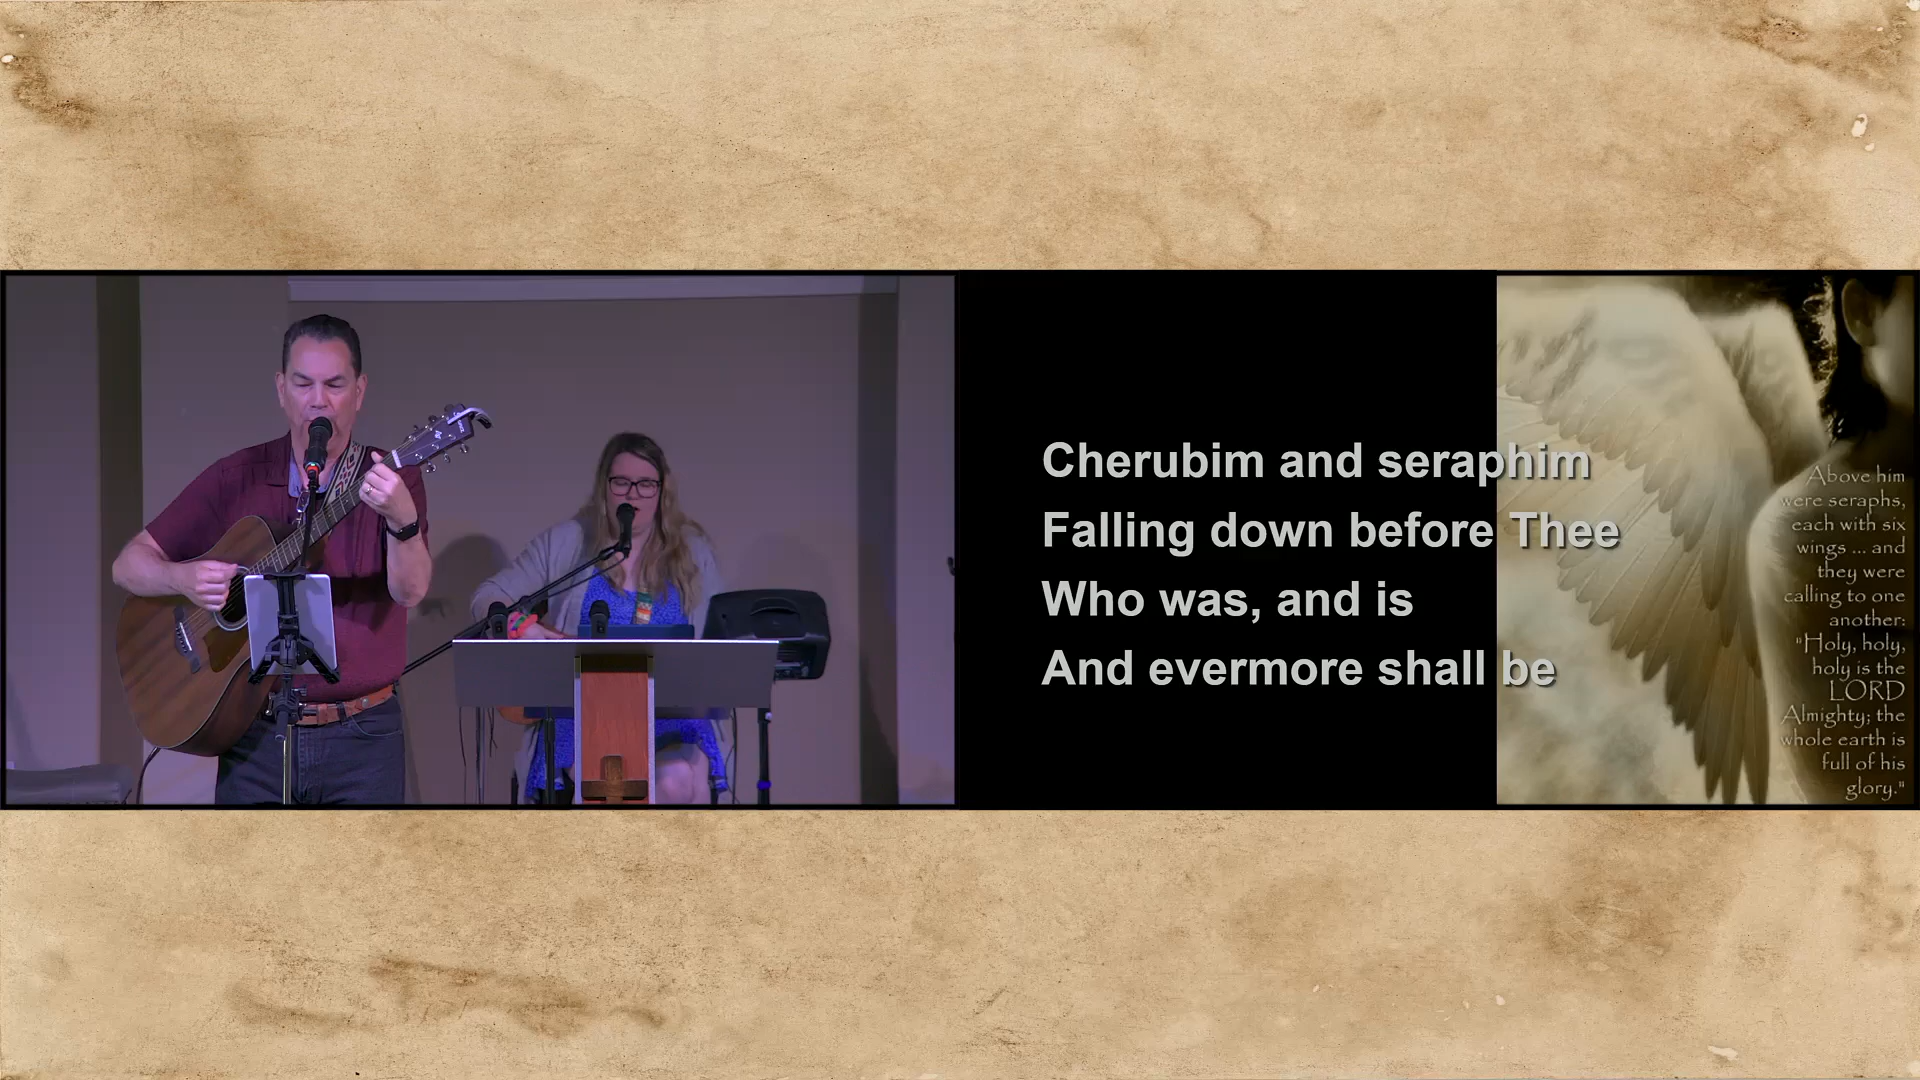 Cherubim and seraphim
Falling down before Thee
Who was, and is
And evermore shall be
Above him
were seraphs,
each with six
wings ... and
they were
calling to one
another:
"Holy, holy,
holy is the
LORD
Almighty; the
whole earth is
full of his
glory."